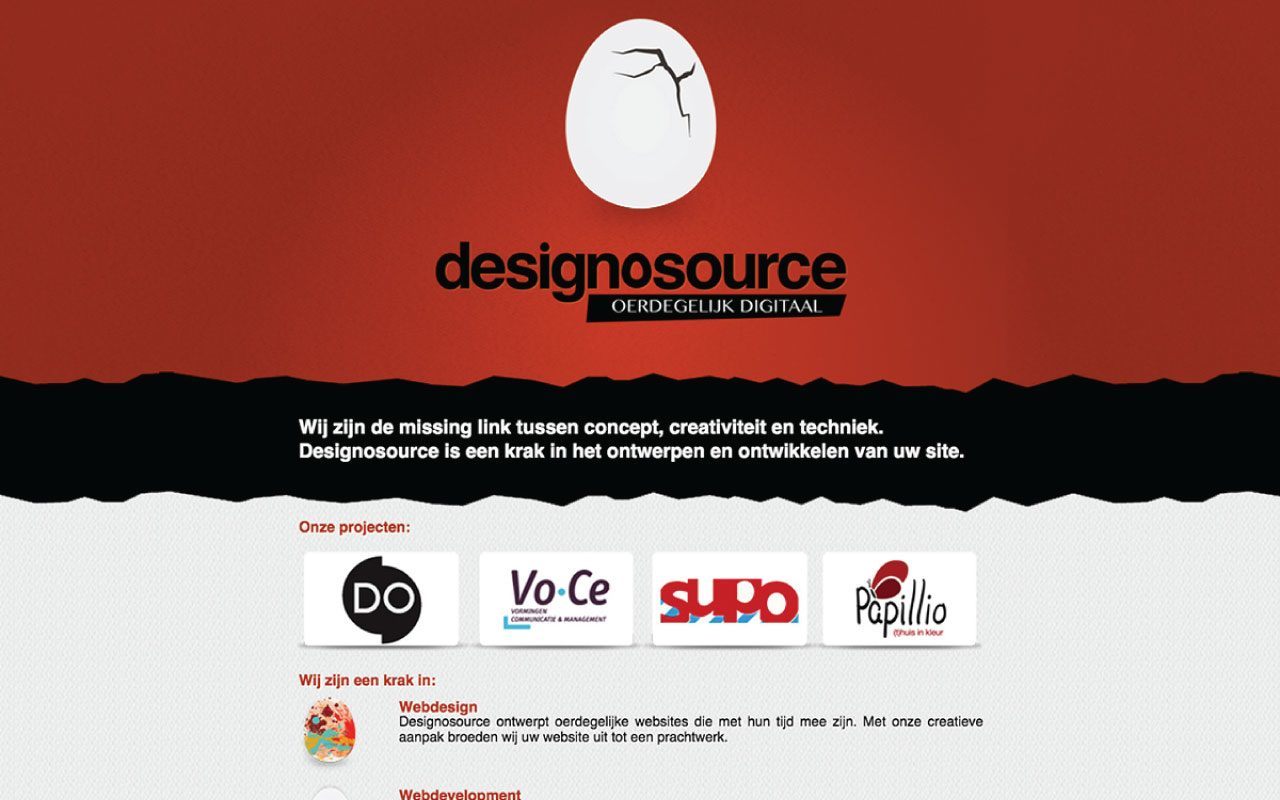 designosource
OERDEGELIJK DIGITAAL
Wij zijn de missing link tussen concept, creativiteit en techniek.
Designosource is een krak in het ontwerpen en ontwikkelen van uw site.
Onze projecten:
DO
Vo·Ce
VORMINGEN
COMMUNICATIE & MANAGEMENT
supo
Papillio
(t)huis in kleur
Wij zijn een krak in:
Webdesign
Designosource ontwerpt oerdegelijke websites die met hun tijd mee zijn. Met onze creatieve
aanpak broeden wij uw website uit tot een prachtwerk.
Webdevelopment